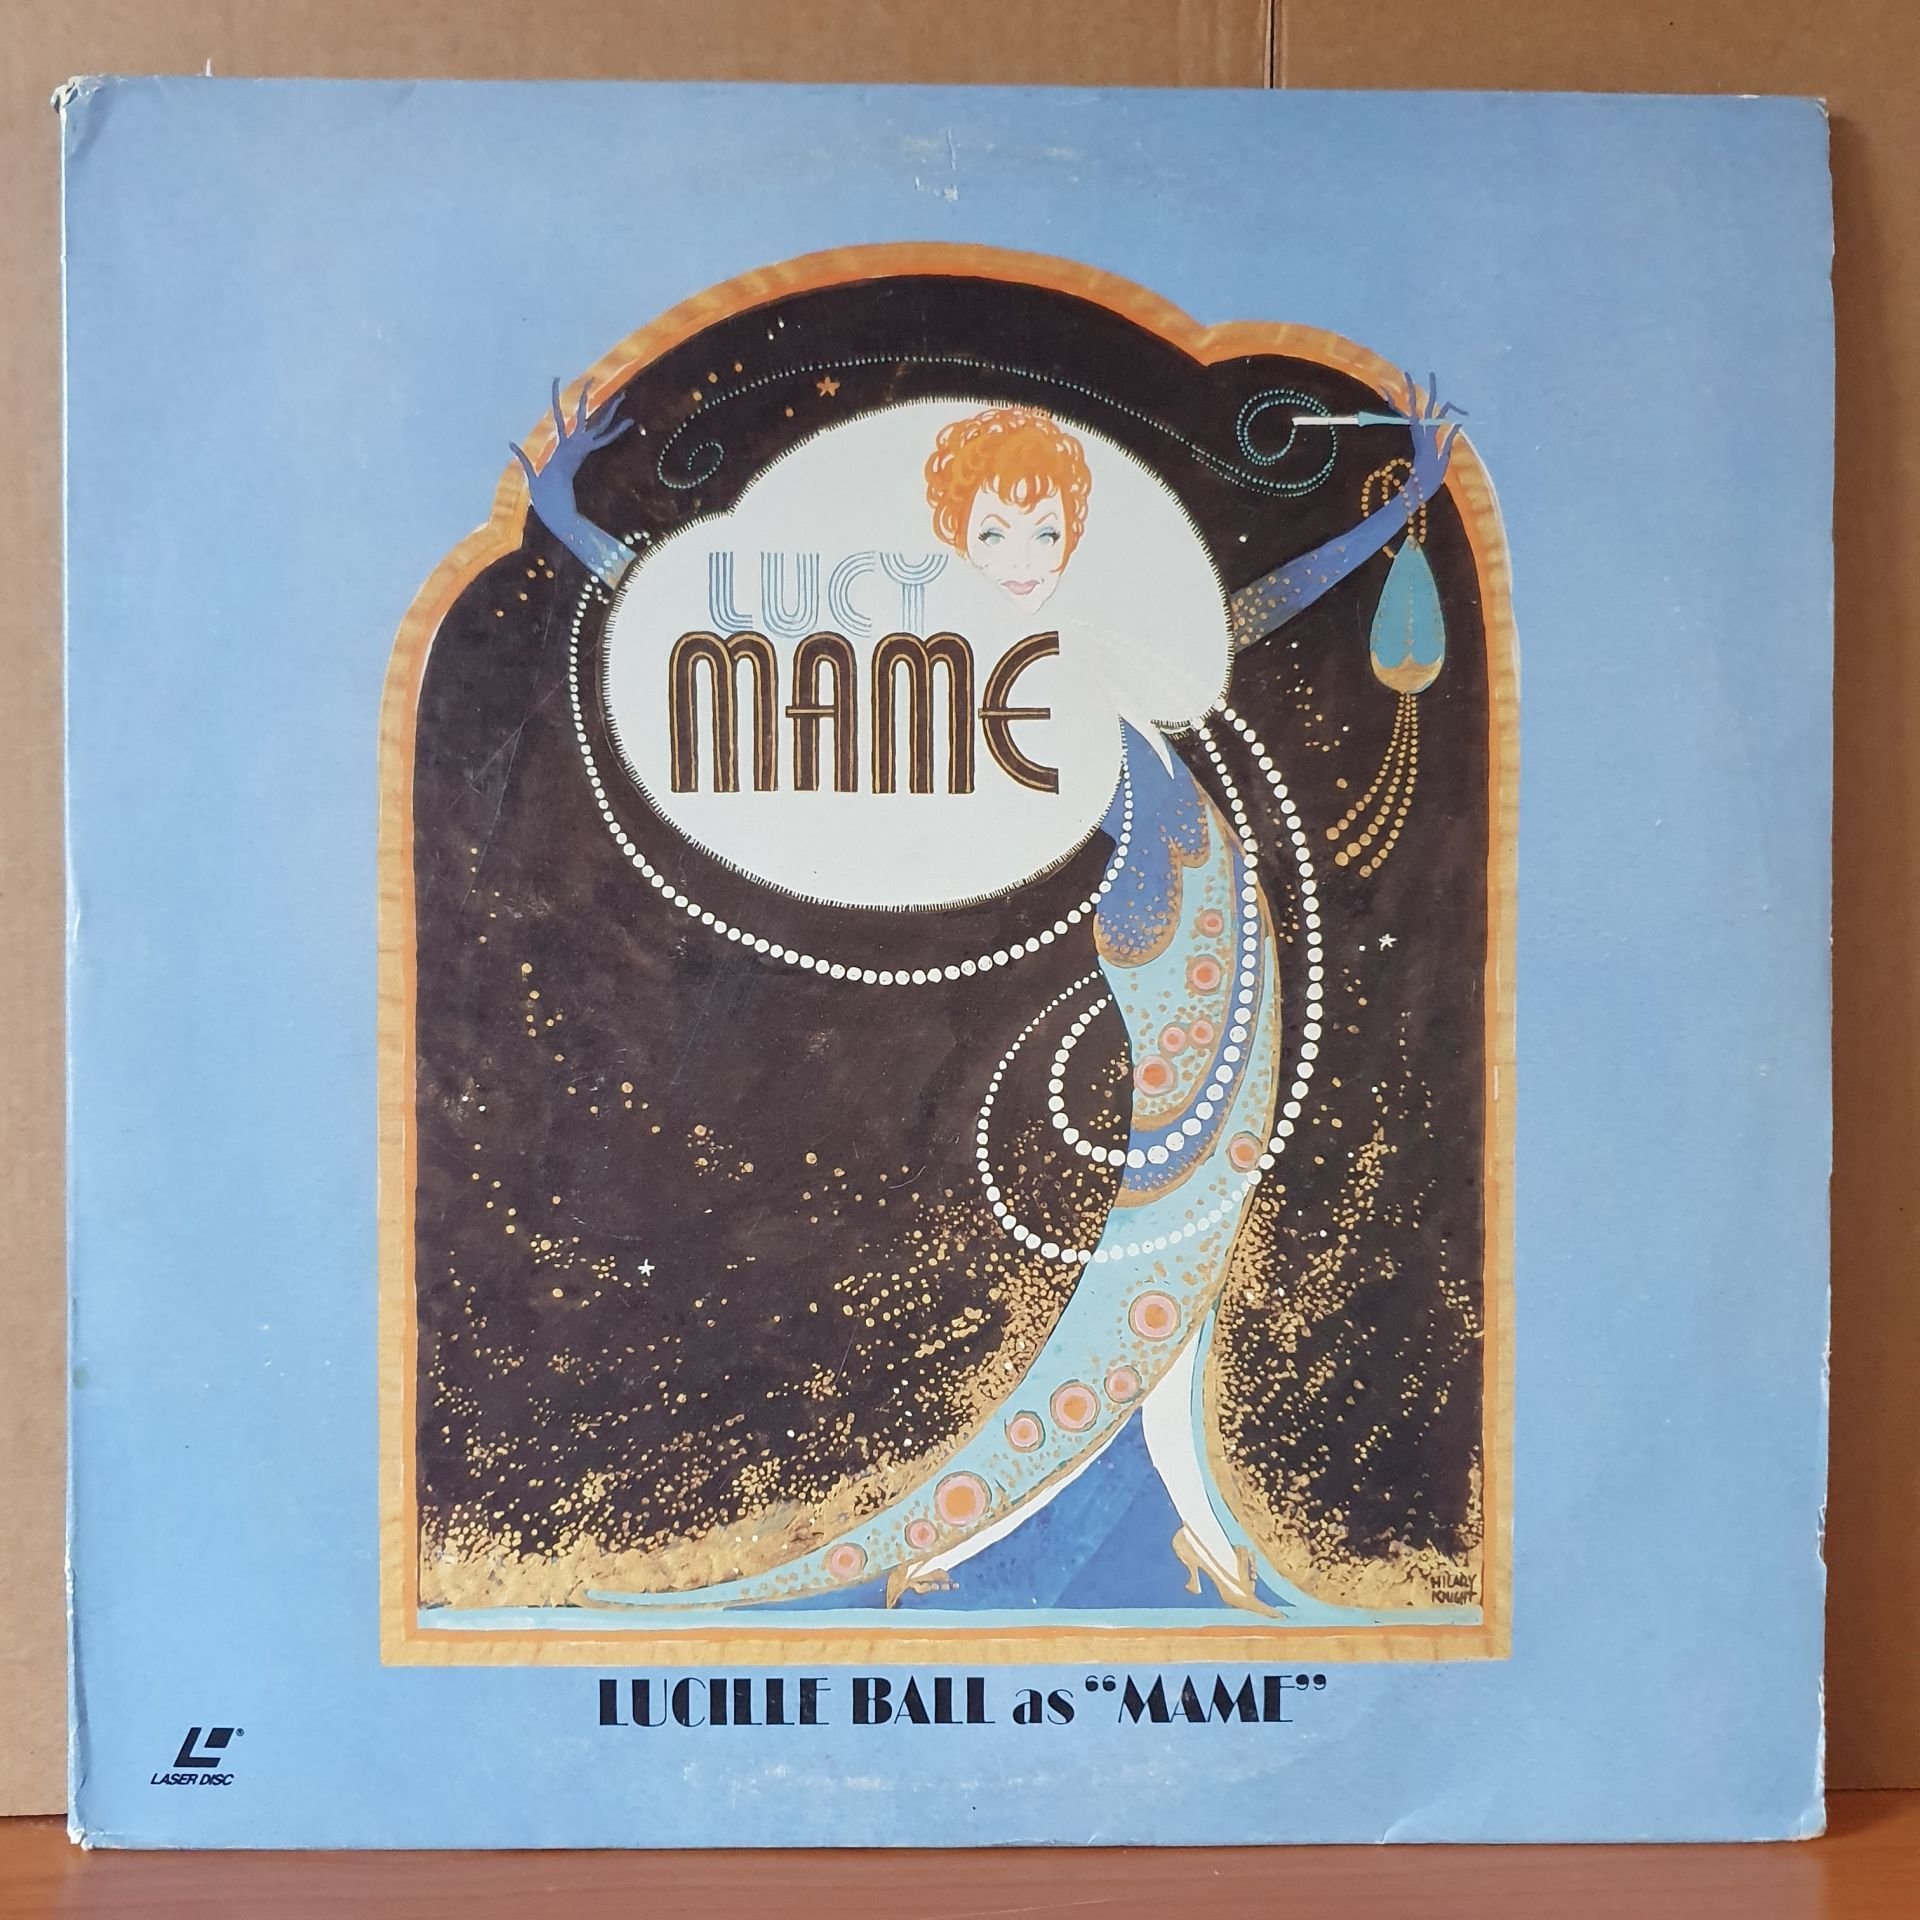 LUCY
MAME
HILARY
KNIGHT
LUCILLE BALL as “MAME”
®
LASER DISC